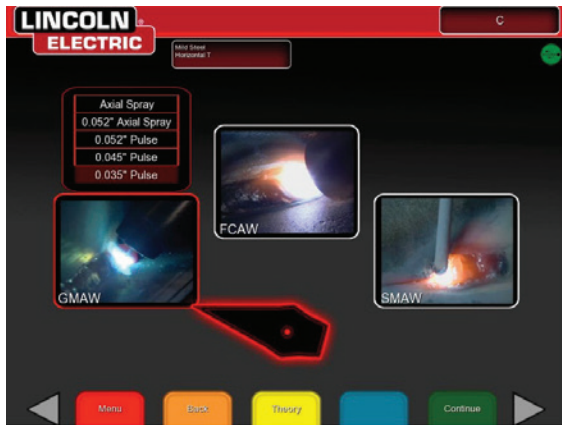 LINCOLN®
ELECTRIC
C
Mild Steel
Horizontal T
Axial Spray
0.052" Axial Spray
0.052" Pulse
0.045" Pulse
0.035" Pulse
FCAW
GMAW
SMAW
Menu
Back
Theory
Continue